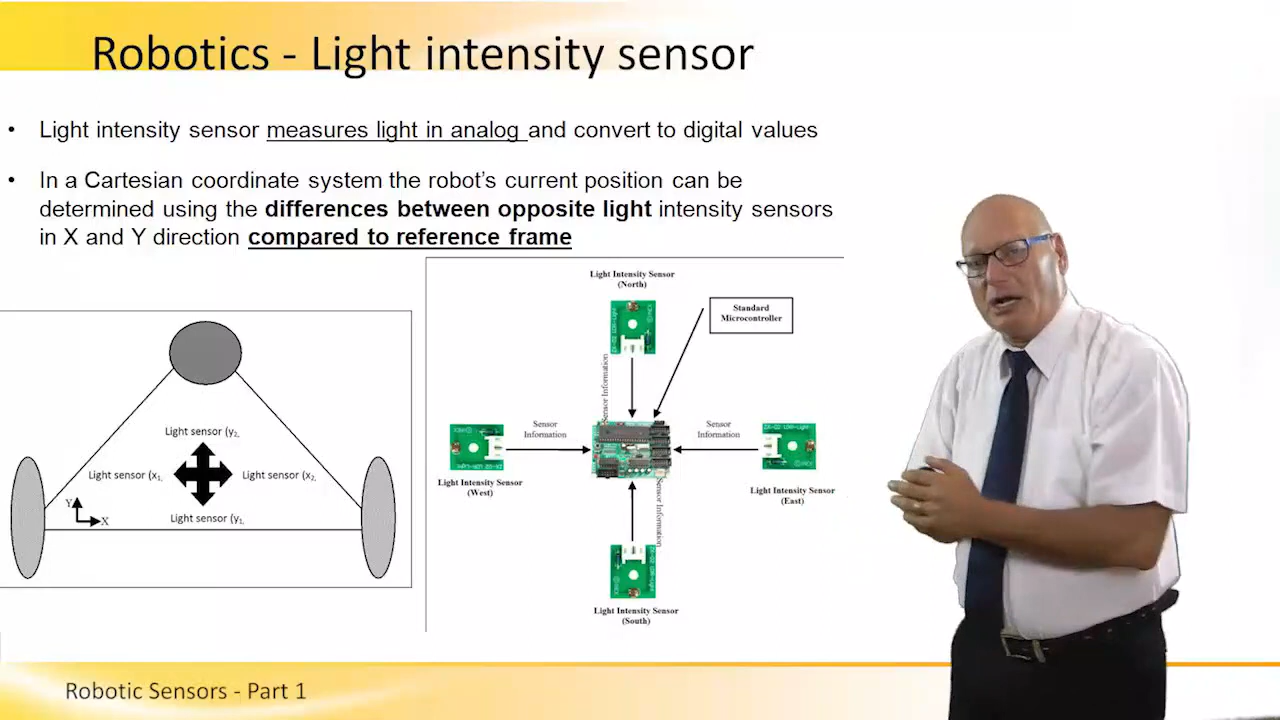 Robotics - Light intensity sensor
• Light intensity sensor measures light in analog and convert to digital values
• In a Cartesian coordinate system the robot's current position can be
determined using the differences between opposite light intensity sensors
in X and Y direction compared to reference frame
Light sensor (y2,
Light sensor (x1,
Light sensor (x2,
Light sensor (y1,
Y
X
Light Intensity Sensor
(North)
Standard
Microcontroller
Sensor Information
Sensor
Information
Sensor
Information
Light Intensity Sensor
(West)
Light Intensity Sensor
(East)
Sensor Information
Light Intensity Sensor
(South)
Robotic Sensors - Part 1